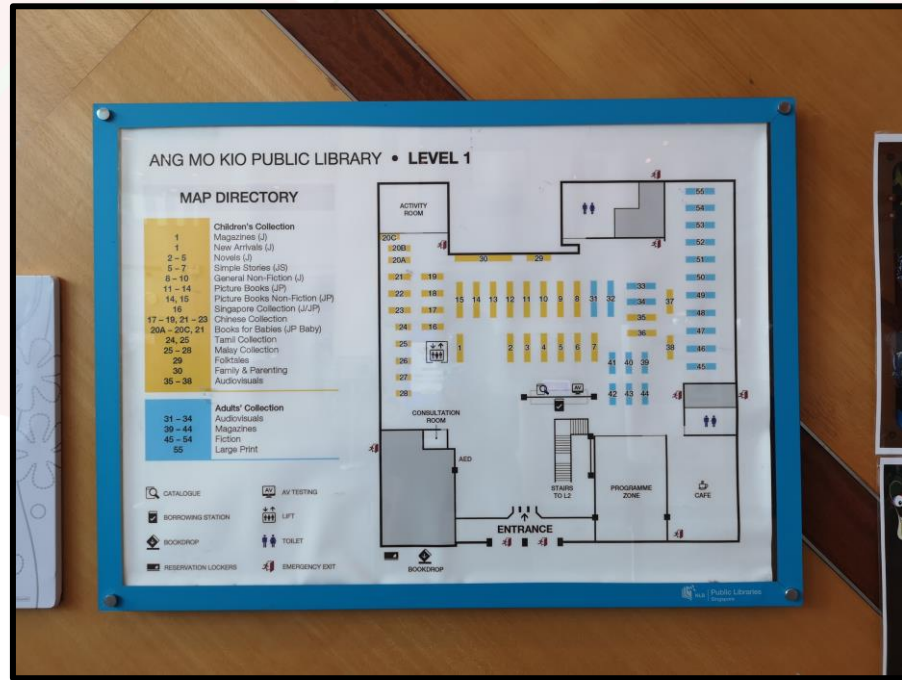 ANG MO KIO PUBLIC LIBRARY • LEVEL 1
MAP DIRECTORY
Children's Collection
1 Magazines (J)
1 New Arrivals (J)
2 – 5 Novels (J)
5 – 7 Simple Stories (JS)
8 – 10 General Non-Fiction (J)
11 – 14 Picture Books (JP)
14, 15 Picture Books Non-Fiction (JP)
16 Singapore Collection (J/JP)
17 – 19, 21 – 23 Chinese Collection
20A – 20C, 21 Books for Babies (JP Baby)
24, 25 Tamil Collection
25 – 28 Malay Collection
29 Folktales
30 Family & Parenting
35 – 38 Audiovisuals
Adults' Collection
31 – 34 Audiovisuals
39 – 44 Magazines
45 – 54 Fiction
55 Large Print
CATALOGUE
AV AV TESTING
BORROWING STATION
LIFT
BOOKDROP
TOILET
RESERVATION LOCKERS
EMERGENCY EXIT
ACTIVITY ROOM
20C
20B
20A
21 19
22 18
23 17
24 16
25
26
27
28
30 29
15 14 13 12 11 10 9 8 31 32
1 2 3 4 5 6 7
33
34
35
36
37
38
41 40 39
42 43 44
55
54
53
52
51
50
49
48
47
46
45
AV
CONSULTATION ROOM
AED
STAIRS TO L2
PROGRAMME ZONE
CAFE
ENTRANCE
BOOKDROP
NLB Public Libraries
Singapore